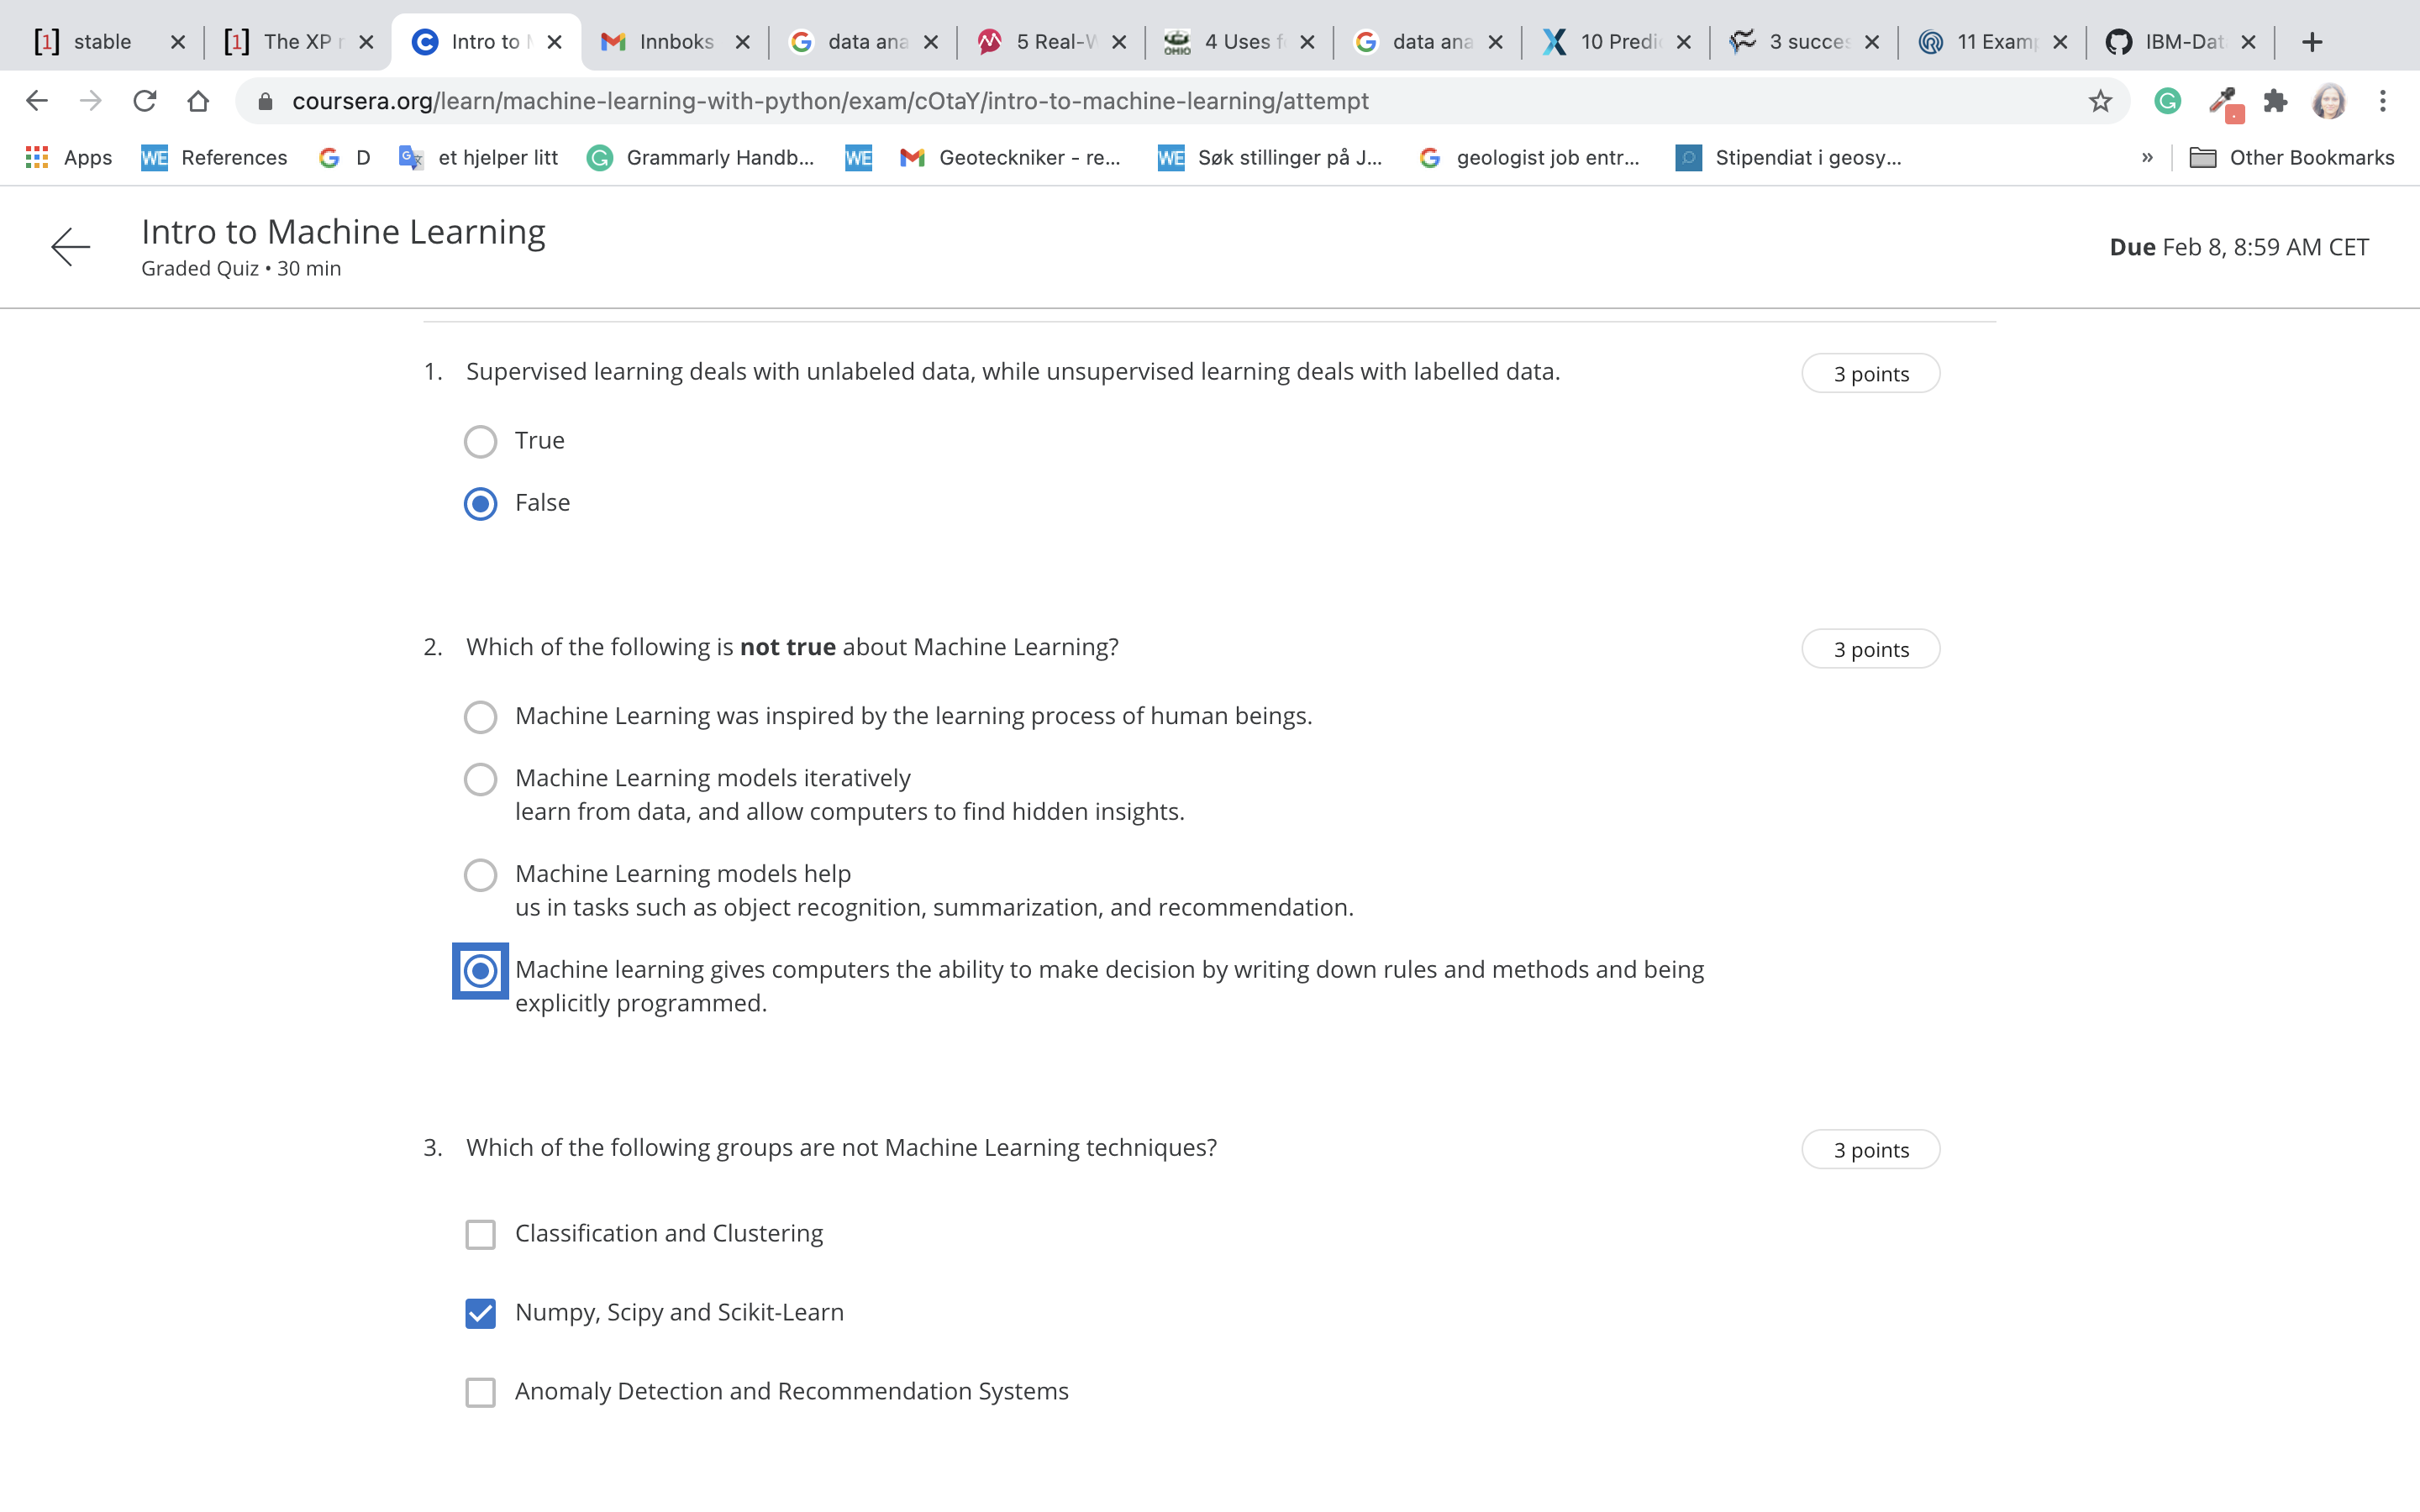 [1] stable
[1] The XP
Intro to
Innboks
data ana
5 Real-W
OHIO 4 Uses f
data ana
10 Predi
3 succes
11 Exam
IBM-Dat
coursera.org/learn/machine-learning-with-python/exam/cOtaY/intro-to-machine-learning/attempt
Apps WE References D et hjelper litt Grammarly Handb... WE Geoteckniker - re... WE Søk stillinger på J... geologist job entr... Stipendiat i geosy... » Other Bookmarks
Intro to Machine Learning
Graded Quiz • 30 min
Due Feb 8, 8:59 AM CET
1. Supervised learning deals with unlabeled data, while unsupervised learning deals with labelled data.
3 points
True
False
2. Which of the following is not true about Machine Learning?
3 points
Machine Learning was inspired by the learning process of human beings.
Machine Learning models iteratively
learn from data, and allow computers to find hidden insights.
Machine Learning models help
us in tasks such as object recognition, summarization, and recommendation.
Machine learning gives computers the ability to make decision by writing down rules and methods and being
explicitly programmed.
3. Which of the following groups are not Machine Learning techniques?
3 points
Classification and Clustering
Numpy, Scipy and Scikit-Learn
Anomaly Detection and Recommendation Systems